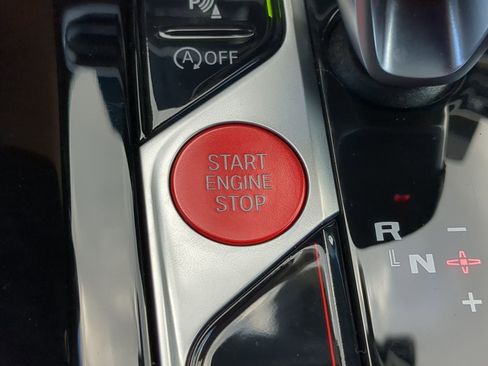 P
A OFF
START
ENGINE
STOP
R −
N
+